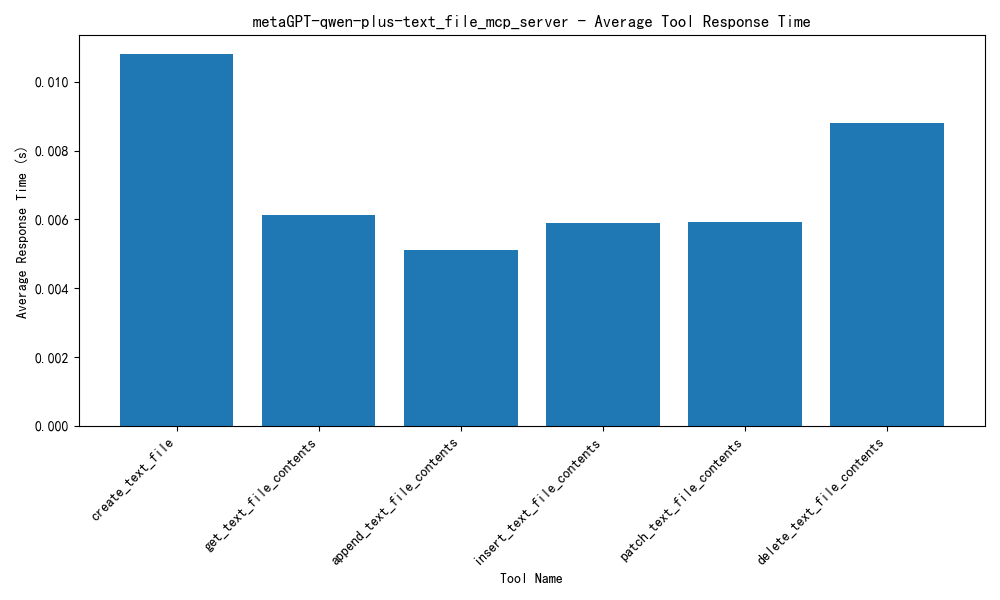 metaGPT-qwen-plus-text_file_mcp_server - Average Tool Response Time
Average Response Time (s)
0.010
0.008
0.006
0.004
0.002
0.000
create_text_file
get_text_file_contents
append_text_file_contents
insert_text_file_contents
patch_text_file_contents
delete_text_file_contents
Tool Name